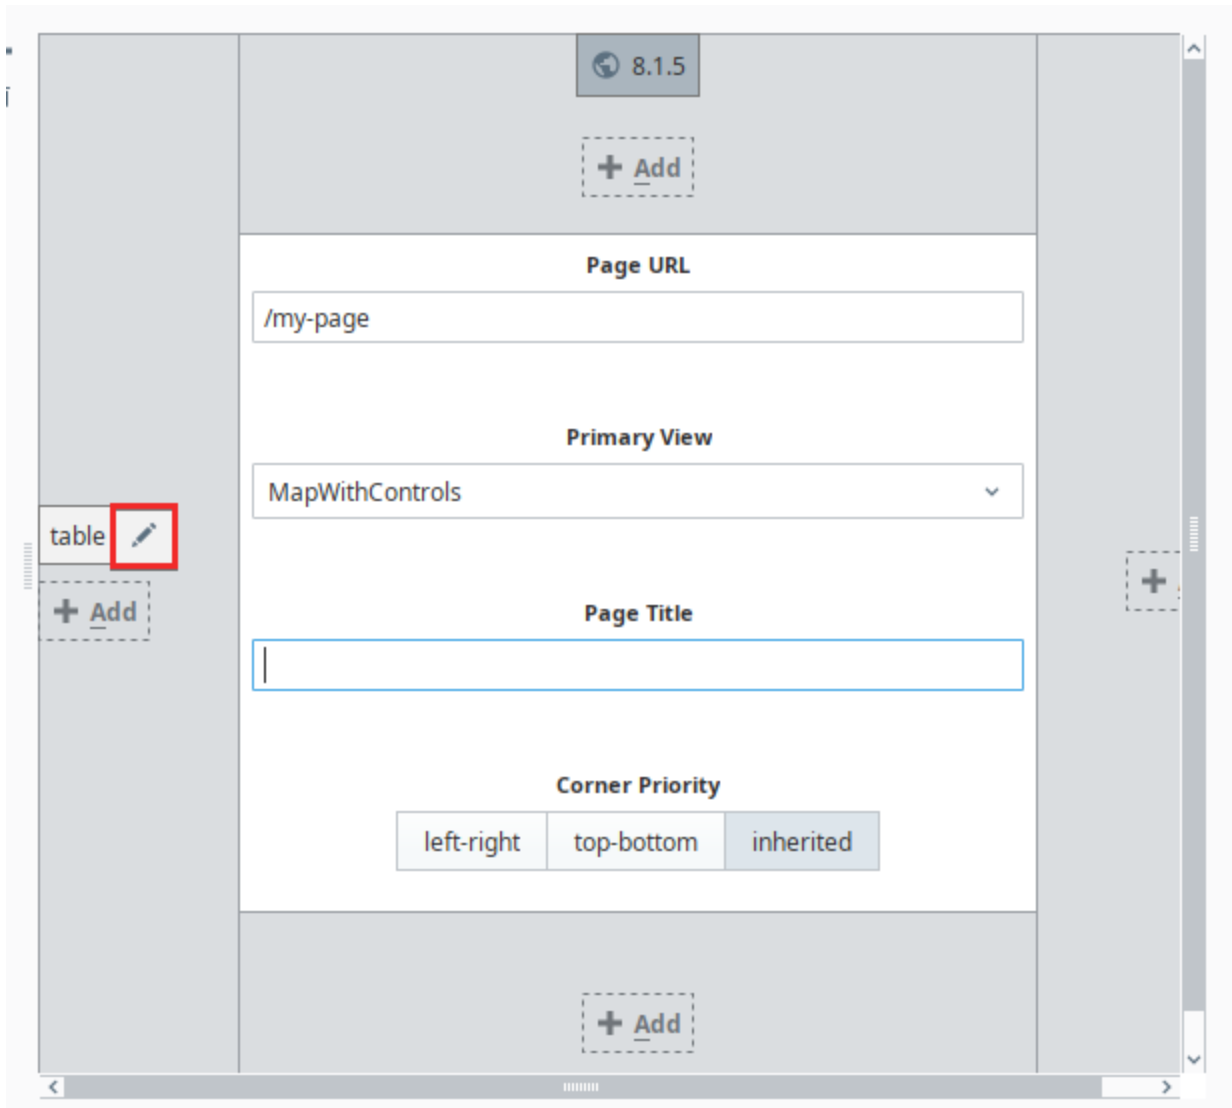 8.1.5
Add
Page URL
/my-page
Primary View
MapWithControls
table
Add
Page Title
Corner Priority
left-right
top-bottom
inherited
Add